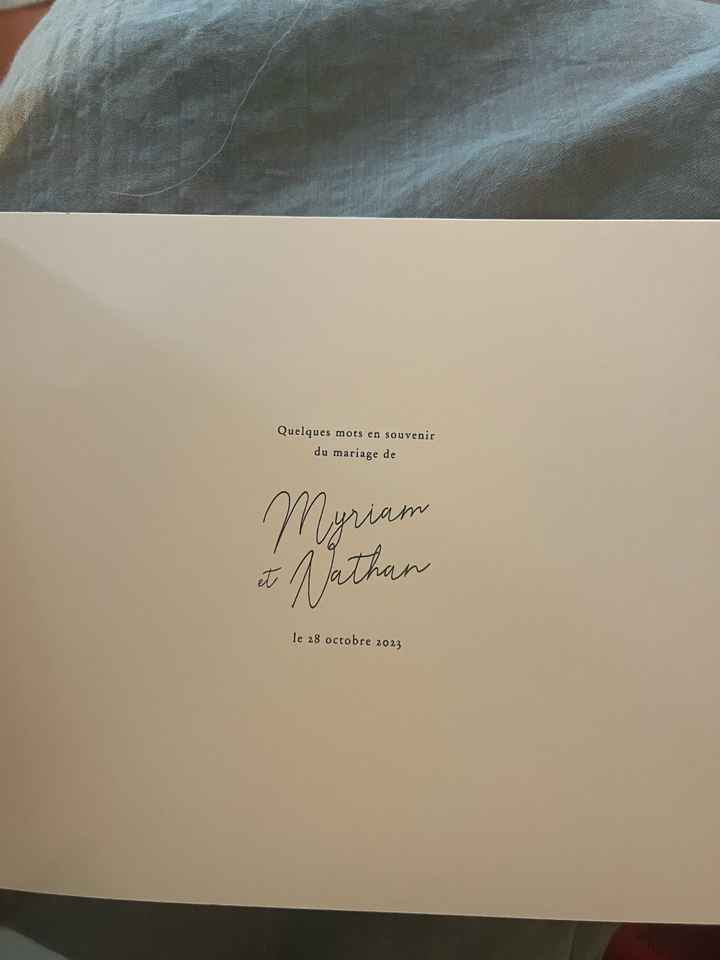 Quelques mots en souvenir
du mariage de
Myriam
et Nathan
le 28 octobre 2023